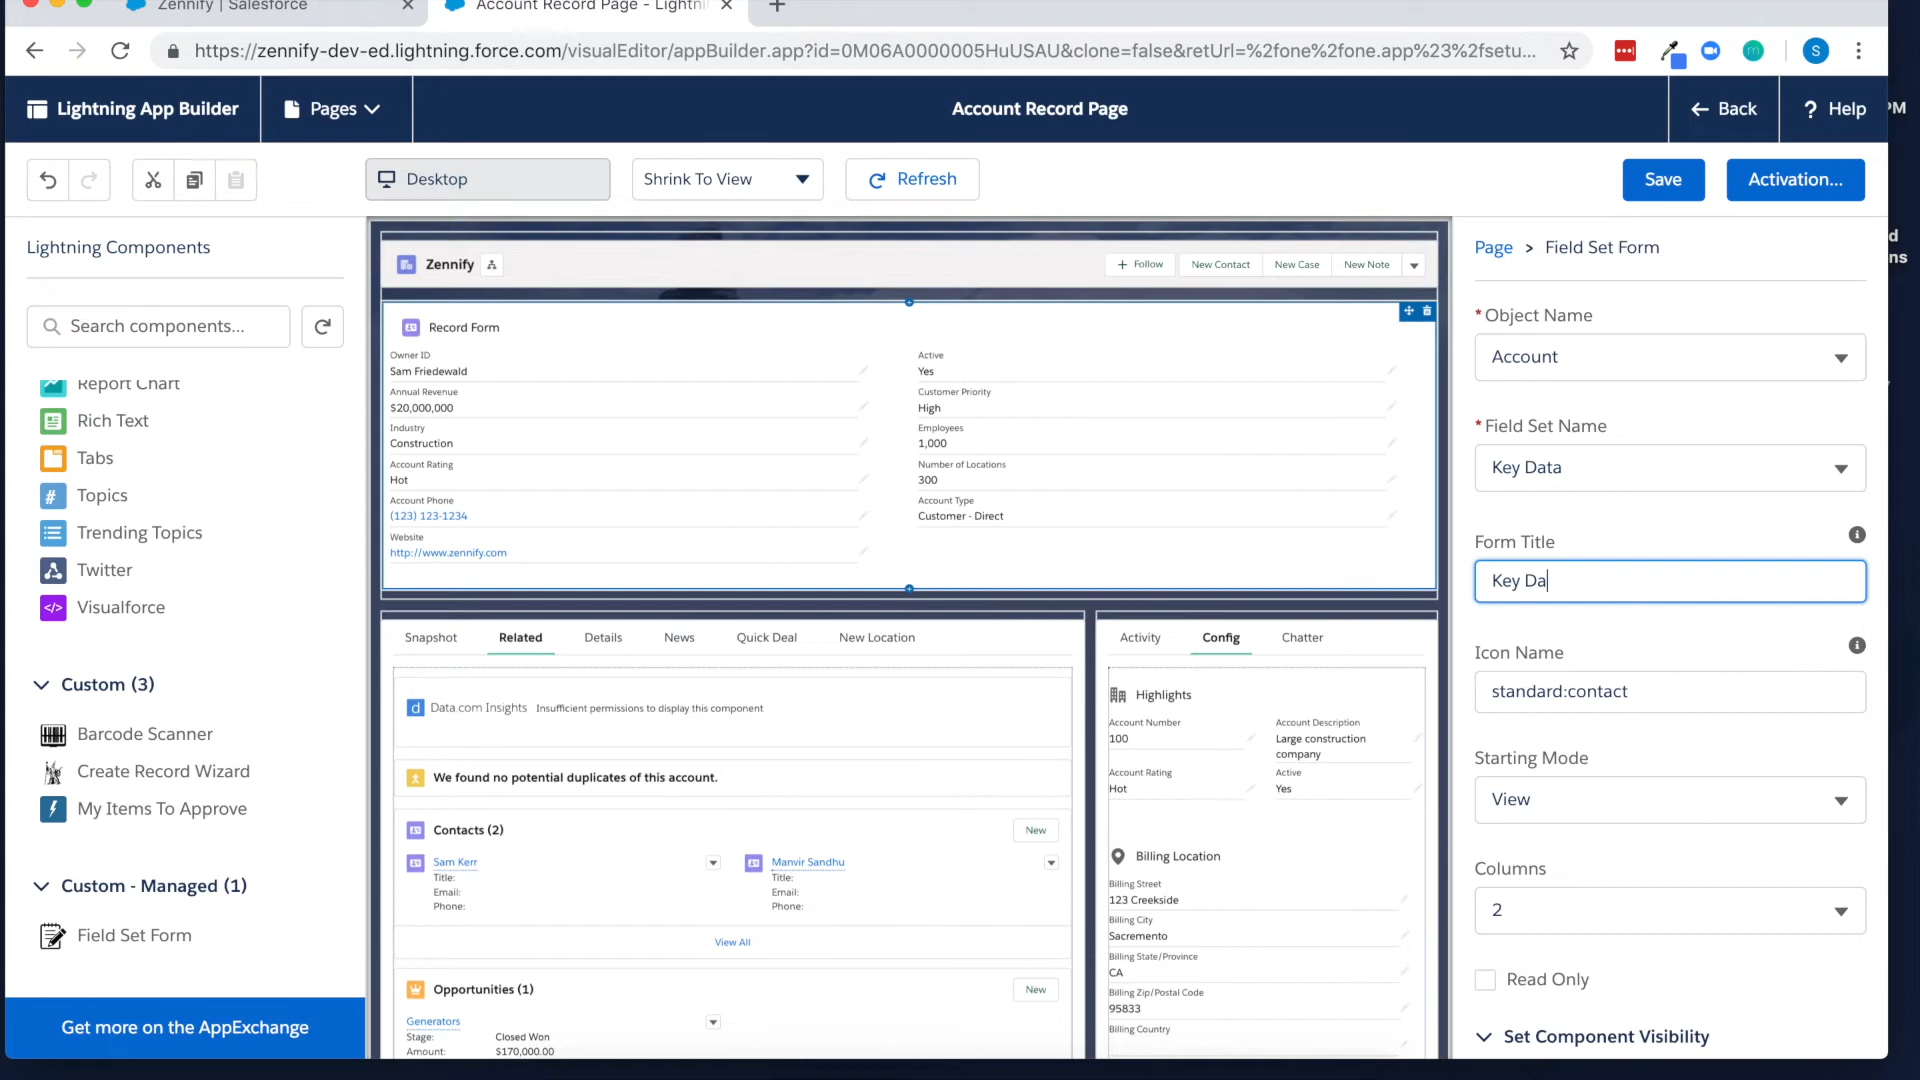 Zennify | Salesforce
Account Record Page - Lightni
https://zennify-dev-ed.lightning.force.com/visualEditor/appBuilder.app?id=0M06A0000005HuUSAU&clone=false&retUrl=%2fone%2fone.app%23%2fsetu...
S
Lightning App Builder
Pages
Account Record Page
Back
? Help
PM
Desktop
Shrink To View
Refresh
Save
Activation...
d
ns
Lightning Components
Search components...
Report Chart
Rich Text
Tabs
# Topics
Trending Topics
Twitter
</> Visualforce
Custom (3)
Barcode Scanner
Create Record Wizard
My Items To Approve
Custom - Managed (1)
Field Set Form
Get more on the AppExchange
Zennify
+ Follow
New Contact
New Case
New Note
Record Form
Owner ID
Sam Friedewald
Annual Revenue
$20,000,000
Industry
Construction
Account Rating
Hot
Account Phone
(123) 123-1234
Website
http://www.zennify.com
Active
Yes
Customer Priority
High
Employees
1,000
Number of Locations
300
Account Type
Customer - Direct
Snapshot
Related
Details
News
Quick Deal
New Location
d Data.com Insights Insufficient permissions to display this component
We found no potential duplicates of this account.
Contacts (2)
New
Sam Kerr
Title:
Email:
Phone:
Manvir Sandhu
Title:
Email:
Phone:
View All
Opportunities (1)
New
Generators
Stage: Closed Won
Amount: $170,000.00
Activity
Config
Chatter
Highlights
Account Number
100
Account Description
Large construction
company
Account Rating
Hot
Active
Yes
Billing Location
Billing Street
123 Creekside
Billing City
Sacremento
Billing State/Province
CA
Billing Zip/Postal Code
95833
Billing Country
Page > Field Set Form
* Object Name
Account
* Field Set Name
Key Data
Form Title
Key Da
Icon Name
standard:contact
Starting Mode
View
Columns
2
Read Only
Set Component Visibility